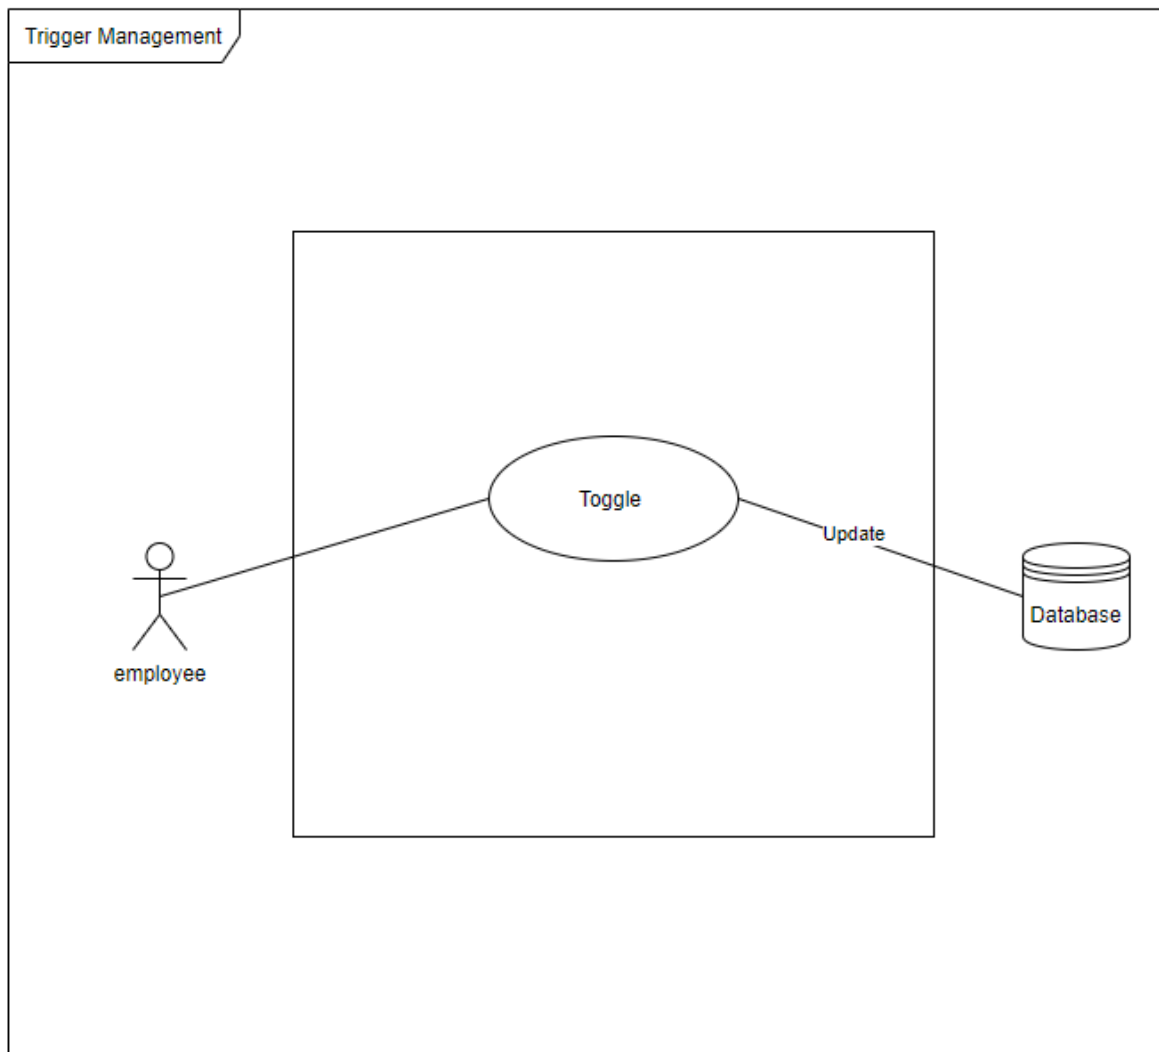 Trigger Management
Toggle
Update
Database
employee